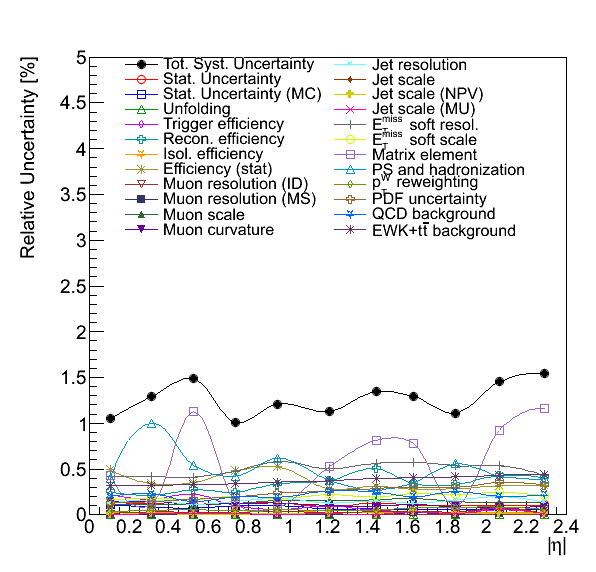 Relative Uncertainty [%]
5
4.5
4
3.5
3
2.5
2
1.5
1
0.5
0
Tot. Syst. Uncertainty
Stat. Uncertainty
Stat. Uncertainty (MC)
Unfolding
Trigger efficiency
Recon. efficiency
Isol. efficiency
Efficiency (stat)
Muon resolution (ID)
Muon resolution (MS)
Muon scale
Muon curvature
Jet resolution
Jet scale
Jet scale (NPV)
Jet scale (MU)
E_T^miss soft resol.
E_T^miss soft scale
Matrix element
PS and hadronization
p_T^W reweighting
PDF uncertainty
QCD background
EWK+tt̄ background
0 0.2 0.4 0.6 0.8 1 1.2 1.4 1.6 1.8 2 2.2 2.4
|η|